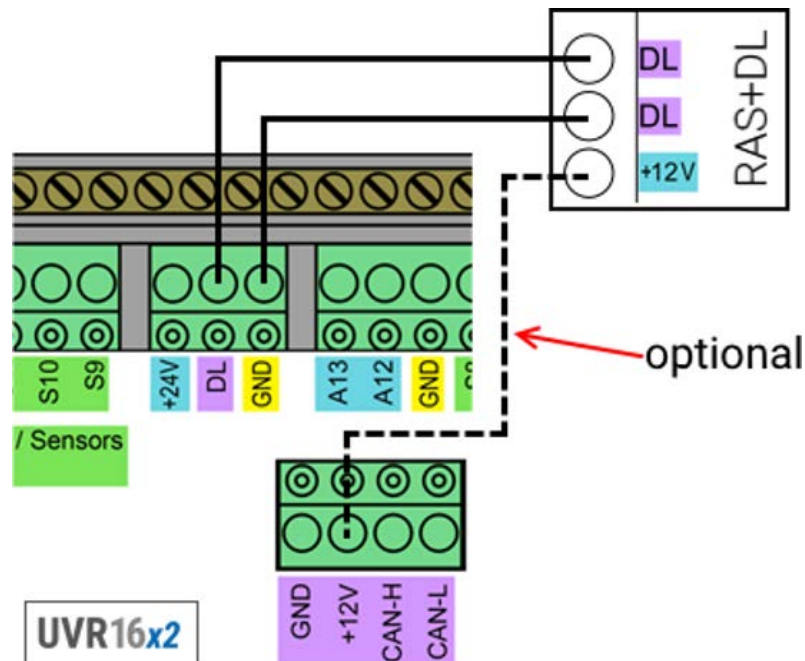 DL
DL
+12V
RAS+DL
optional
S10
S9
+24V
DL
GND
A13
A12
GND
/ Sensors
GND
+12V
CAN-H
CAN-L
UVR16x2